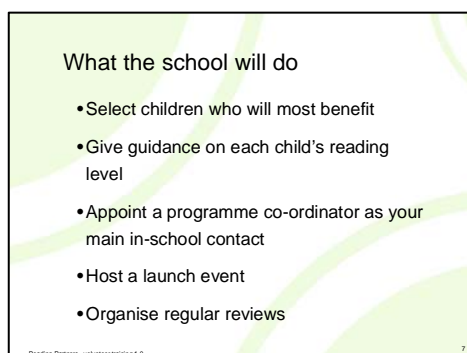 What the school will do
•Select children who will most benefit
•Give guidance on each child's reading
level
•Appoint a programme co-ordinator as your
main in-school contact
•Host a launch event
•Organise regular reviews
7